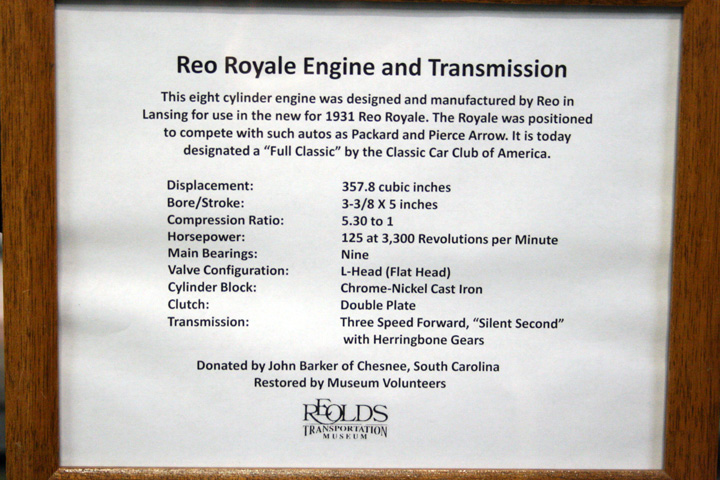 Reo Royale Engine and Transmission
This eight cylinder engine was designed and manufactured by Reo in
Lansing for use in the new for 1931 Reo Royale. The Royale was positioned
to compete with such autos as Packard and Pierce Arrow. It is today
designated a “Full Classic” by the Classic Car Club of America.
Displacement: 357.8 cubic inches
Bore/Stroke: 3-3/8 X 5 inches
Compression Ratio: 5.30 to 1
Horsepower: 125 at 3,300 Revolutions per Minute
Main Bearings: Nine
Valve Configuration: L-Head (Flat Head)
Cylinder Block: Chrome-Nickel Cast Iron
Clutch: Double Plate
Transmission: Three Speed Forward, “Silent Second”
with Herringbone Gears
Donated by John Barker of Chesnee, South Carolina
Restored by Museum Volunteers
REOLDS
TRANSPORTATION
MUSEUM